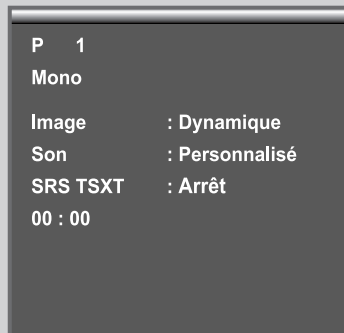 P 1
Mono
Image : Dynamique
Son : Personnalisé
SRS TSXT : Arrêt
00 : 00